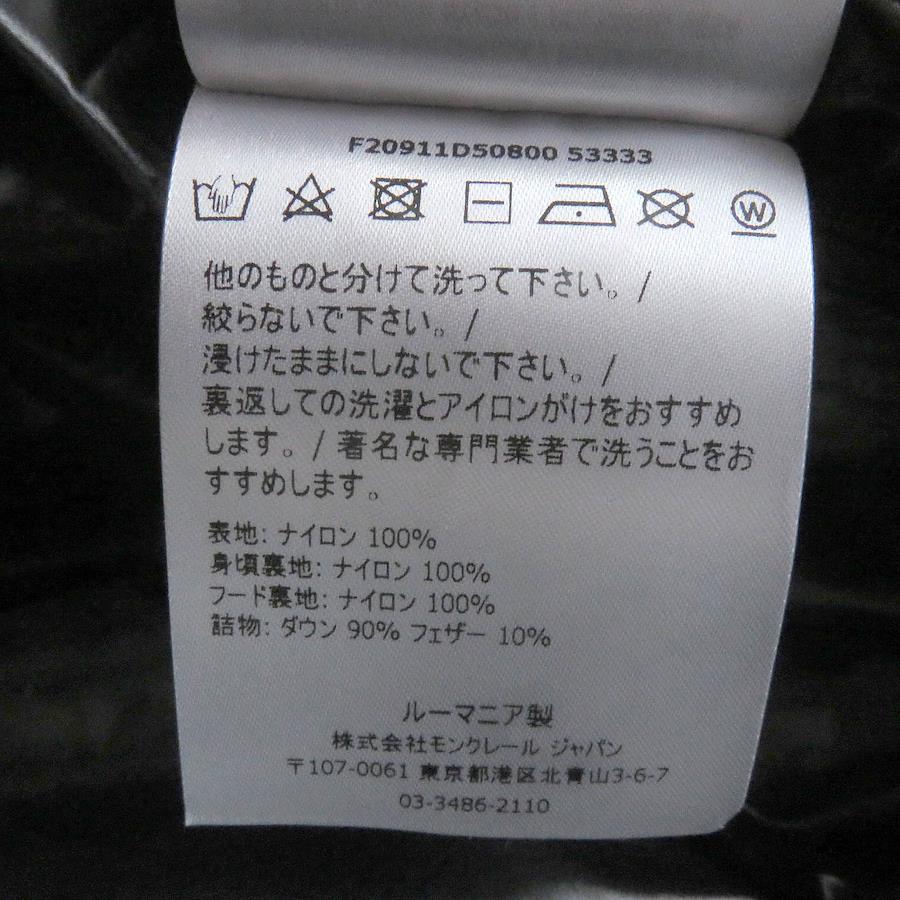 F20911D50800 53333
W
他のものと分けて洗って下さい。/
絞らないで下さい。/
浸けたままにしないで下さい。/
裏返しての洗濯とアイロンがけをおすすめ
します。/ 著名な専門業者で洗うことをお
すすめします。
表地: ナイロン 100%
身頃裏地: ナイロン 100%
フード裏地: ナイロン 100%
詰物: ダウン 90% フェザー 10%
ルーマニア製
株式会社モンクレール ジャパン
〒107-0061 東京都港区北青山3-6-7
03-3486-2110